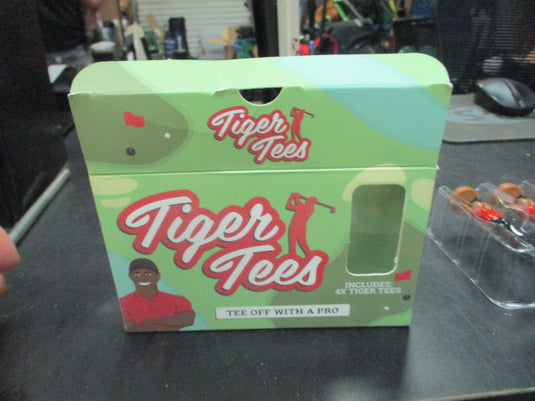 Tiger
Tees
Tiger
Tees
INCLUDES:
4X TIGER TEES
TEE OFF WITH A PRO